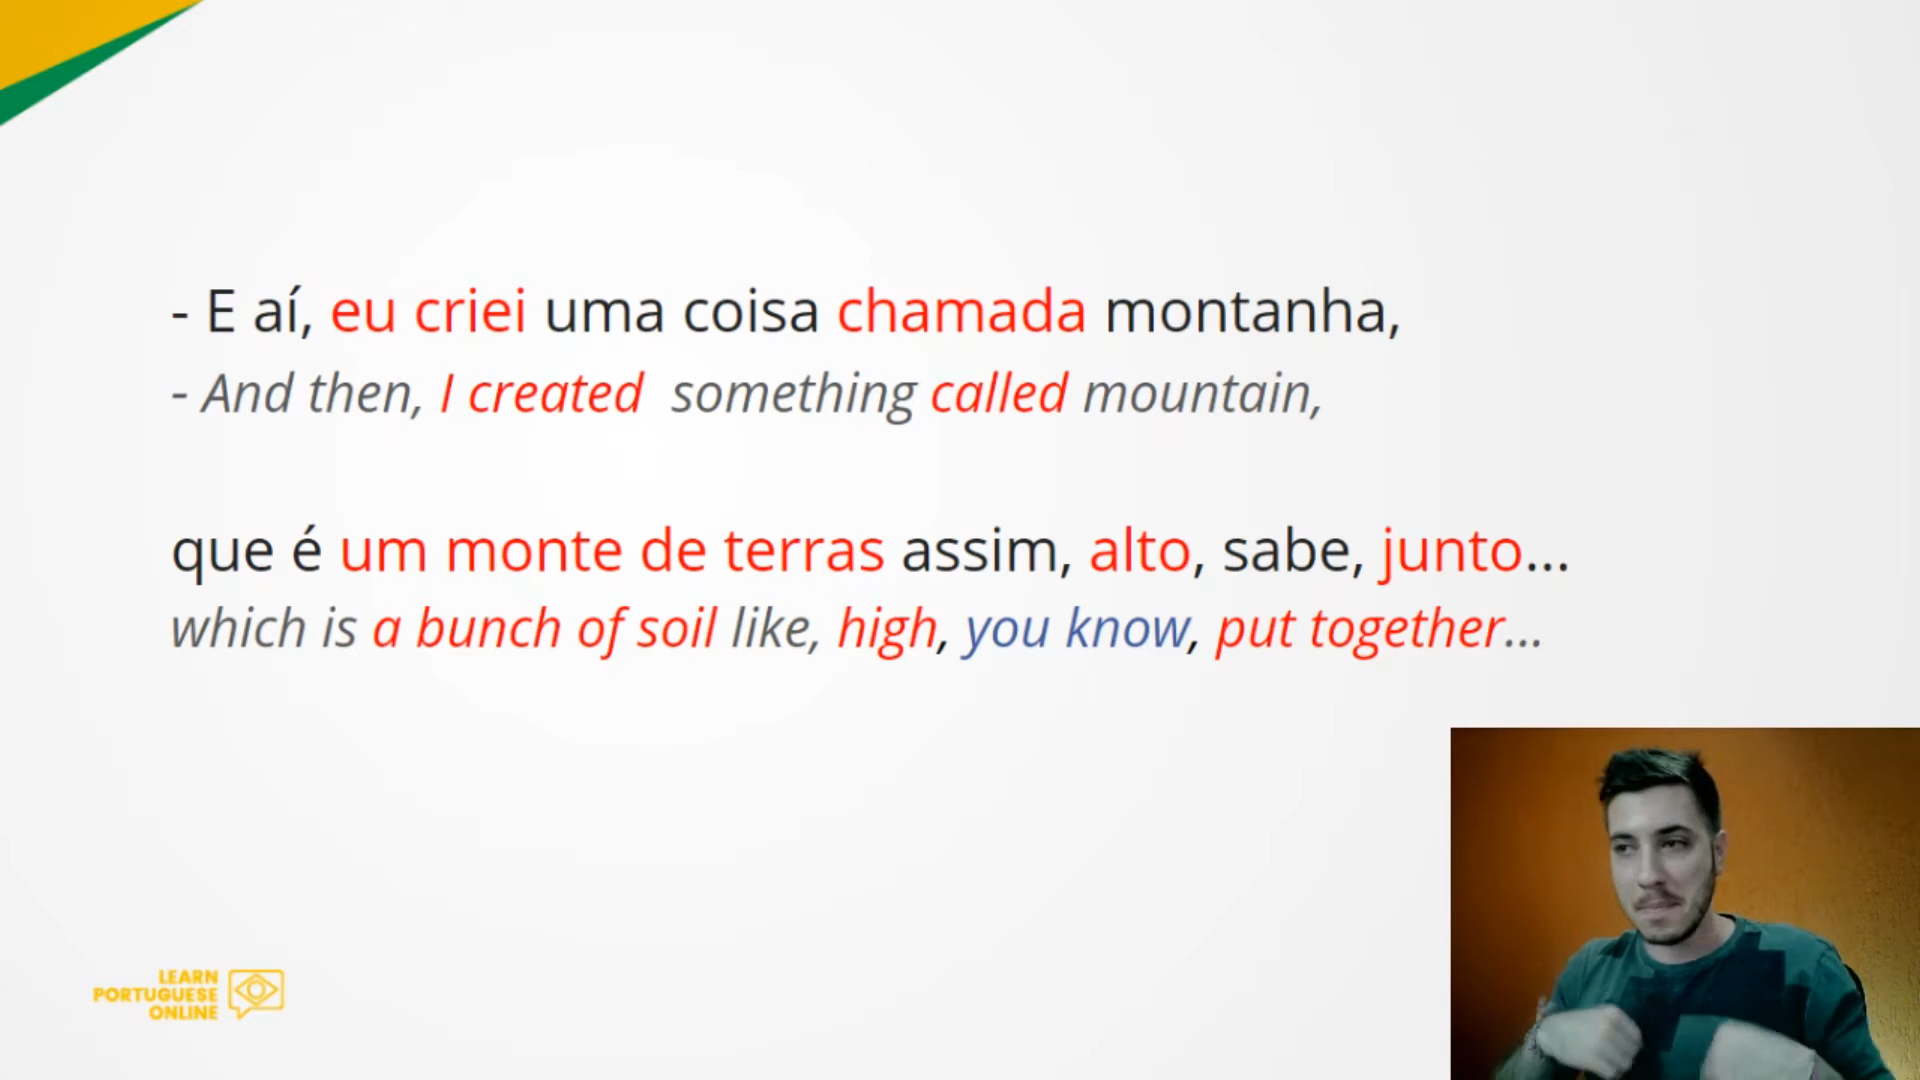 - E aí, eu criei uma coisa chamada montanha,
- And then, I created something called mountain,
que é um monte de terras assim, alto, sabe, junto...
which is a bunch of soil like, high, you know, put together...
LEARN
PORTUGUESE
ONLINE